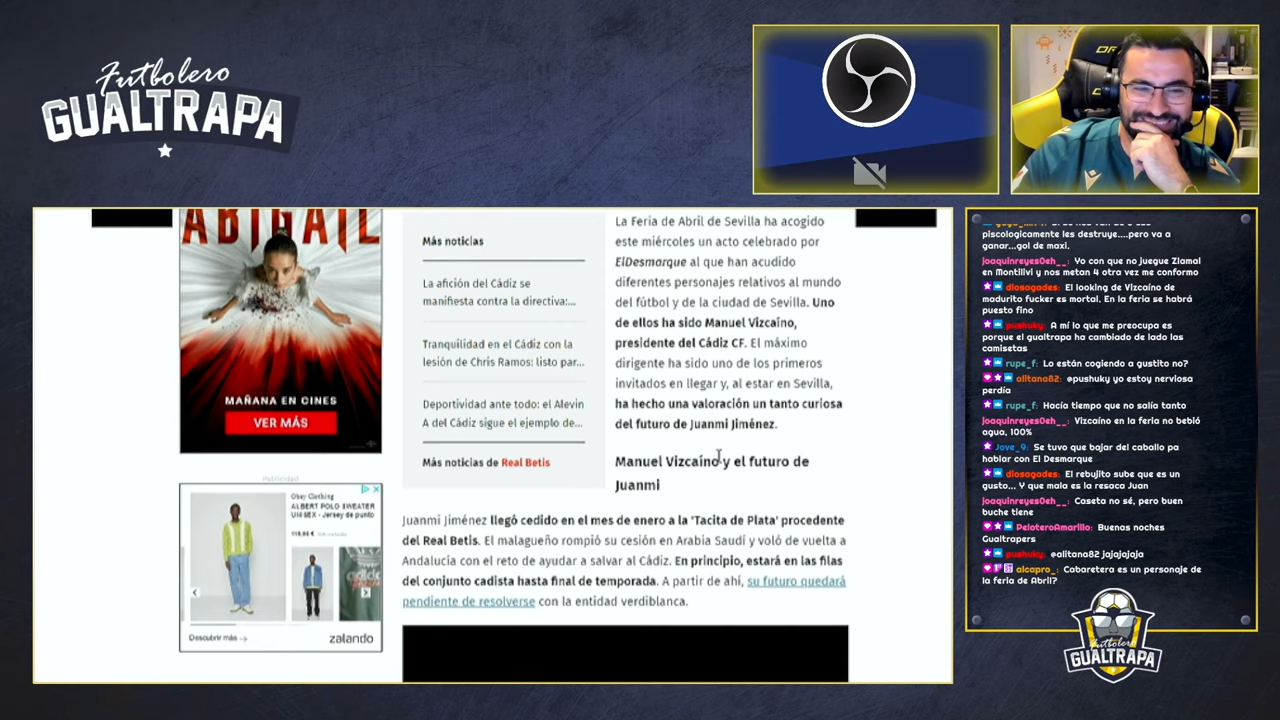 Futbolero
GUALTRAPA
ABIGAIL
MAÑANA EN CINES
VER MÁS
Publicidad
Obey Clothing
ALBERT POLO SWEATER
UNISEX - Jersey de punto
Descubrir más
zalando
Más noticias
La afición del Cádiz se
manifiesta contra la directiva:...
Tranquilidad en el Cádiz con la
lesión de Chris Ramos: listo par...
Deportividad ante todo: el Alevín
A del Cádiz sigue el ejemplo de...
Más noticias de Real Betis
La Feria de Abril de Sevilla ha acogido
este miércoles un acto celebrado por
ElDesmarque al que han acudido
diferentes personajes relativos al mundo
del fútbol y de la ciudad de Sevilla. Uno
de ellos ha sido Manuel Vizcaíno,
presidente del Cádiz CF. El máximo
dirigente ha sido uno de los primeros
invitados en llegar y, al estar en Sevilla,
ha hecho una valoración un tanto curiosa
del futuro de Juanmi Jiménez.
Manuel Vizcaíno y el futuro de
Juanmi
Juanmi Jiménez llegó cedido en el mes de enero a la 'Tacita de Plata' procedente
del Real Betis. El malagueño rompió su cesión en Arabia Saudí y voló de vuelta a
Andalucía con el reto de ayudar a salvar al Cádiz. En principio, estará en las filas
del conjunto cadista hasta final de temporada. A partir de ahí, su futuro quedará
pendiente de resolverse con la entidad verdiblanca.
piscologicamente les destruye....pero va a
ganar...gol de maxi.
joaquinreyes0eh__: Yo con que no juegue Zlamal
en Montilivi y nos metan 4 otra vez me conformo
diosagades: El looking de Vizcaíno de
madurito fucker es mortal. En la feria se habrá
puesto fino
pushuky: A mí lo que me preocupa es
porque el gualtrapa ha cambiado de lado las
camisetas
rupe_f: Lo están cogiendo a gustito no?
alitana82: @pushuky yo estoy nerviosa
perdía
rupe_f: Hacía tiempo que no salía tanto
joaquinreyes0eh__: Vizcaíno en la feria no bebió
agua, 100%
Jove_9: Se tuvo que bajar del caballo pa
hablar con El Desmarque
diosagades: El rebujito sube que es un
gusto... Y que mala es la resaca Juan
joaquinreyes0eh__: Caseta no sé, pero buen
buche tiene
PeloteroAmarillo: Buenas noches
Gualtrapers
pushuky: @alitana82 jajajajaja
alcapro_: Cabaretera es un personaje de
la feria de Abril?
Futbolero
GUALTRAPA